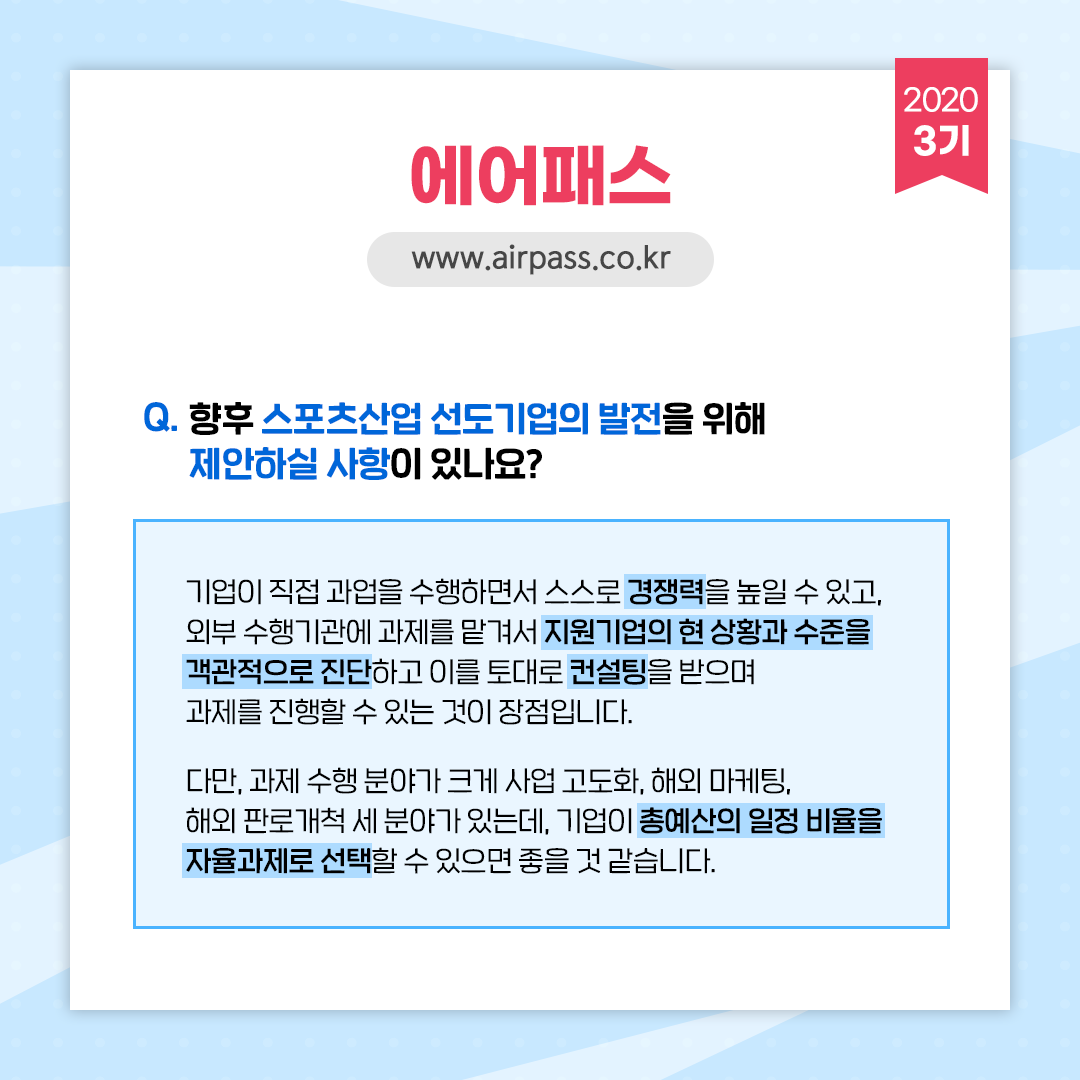 2020
3기
에어패스
www.airpass.co.kr
Q. 향후 스포츠산업 선도기업의 발전을 위해
제안하실 사항이 있나요?
기업이 직접 과업을 수행하면서 스스로 경쟁력을 높일 수 있고,
외부 수행기관에 과제를 맡겨서 지원기업의 현 상황과 수준을
객관적으로 진단하고 이를 토대로 컨설팅을 받으며
과제를 진행할 수 있는 것이 장점입니다.
다만, 과제 수행 분야가 크게 사업 고도화, 해외 마케팅,
해외 판로개척 세 분야가 있는데, 기업이 총예산의 일정 비율을
자율과제로 선택할 수 있으면 좋을 것 같습니다.